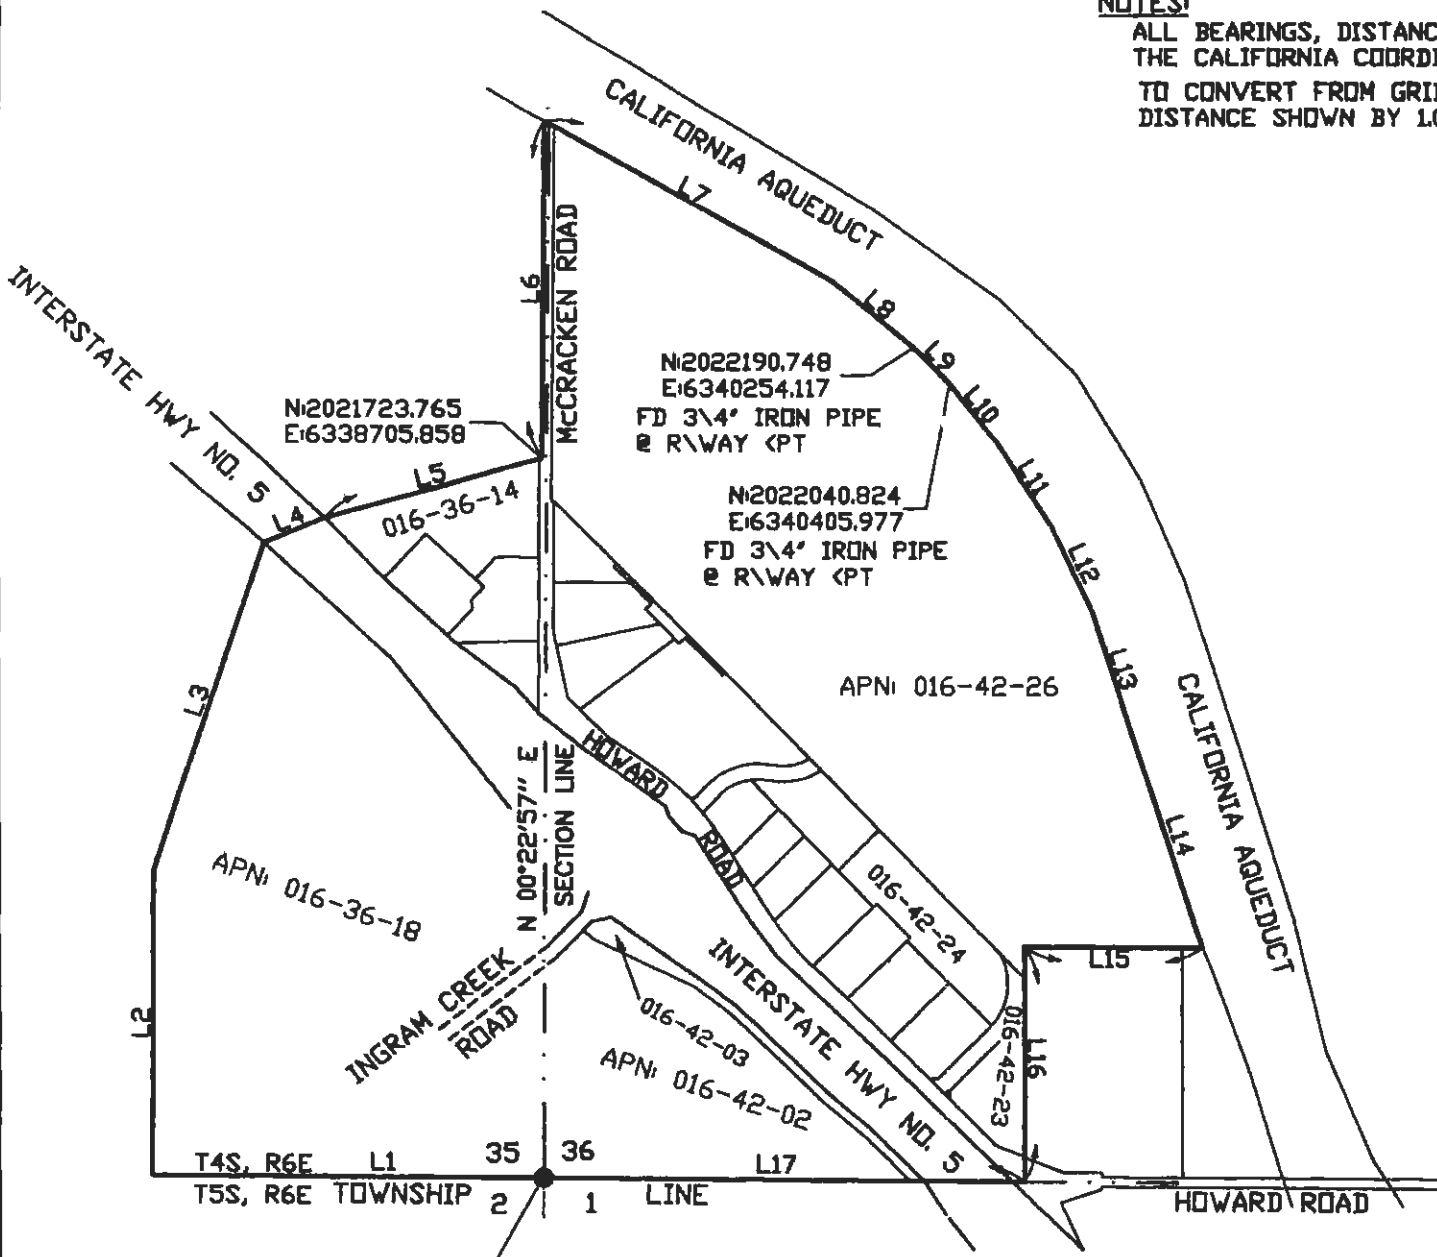 NOTES:
ALL BEARINGS, DISTANC
THE CALIFORNIA COORDI
TO CONVERT FROM GRI
DISTANCE SHOWN BY 1.0
CALIFORNIA AQUEDUCT
L7
McCRACKEN ROAD
L6
INTERSTATE HWY NO. 5
L8
L9
L10
N:2022190.748
E:6340254.117
FD 3\4" IRON PIPE
@ R\WAY <PT
N:2021723.765
E:6338705.858
L5
L4
016-36-14
N:2022040.824
E:6340405.977
FD 3\4" IRON PIPE
@ R\WAY <PT
L11
L12
L13
L3
APN: 016-42-26
CALIFORNIA AQUEDUCT
HOWARD ROAD
N 00°22'57" E
SECTION LINE
L14
APN: 016-36-18
016-42-24
INTERSTATE HWY NO. 5
L15
INGRAM CREEK
ROAD
016-42-03
APN: 016-42-02
016-42-23
L16
L2
T4S, R6E
L1
35
36
L17
T5S, R6E TOWNSHIP
2
1
LINE
HOWARD ROAD